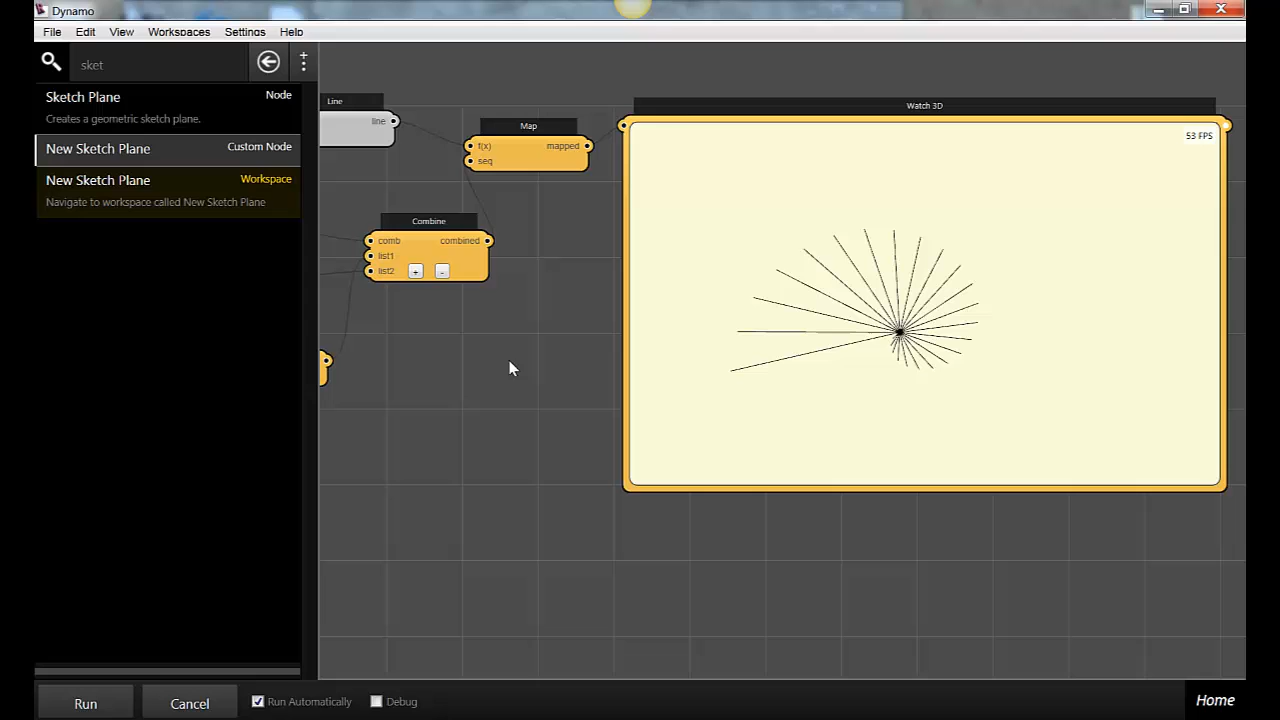 Dynamo
File Edit View Workspaces Settings Help
sket
Sketch Plane Node
Creates a geometric sketch plane.
New Sketch Plane Custom Node
New Sketch Plane Workspace
Navigate to workspace called New Sketch Plane
Line
line
Map
f(x) mapped
seq
Combine
comb combined
list1
list2 + -
Watch 3D
53 FPS
Run Cancel Run Automatically Debug Home